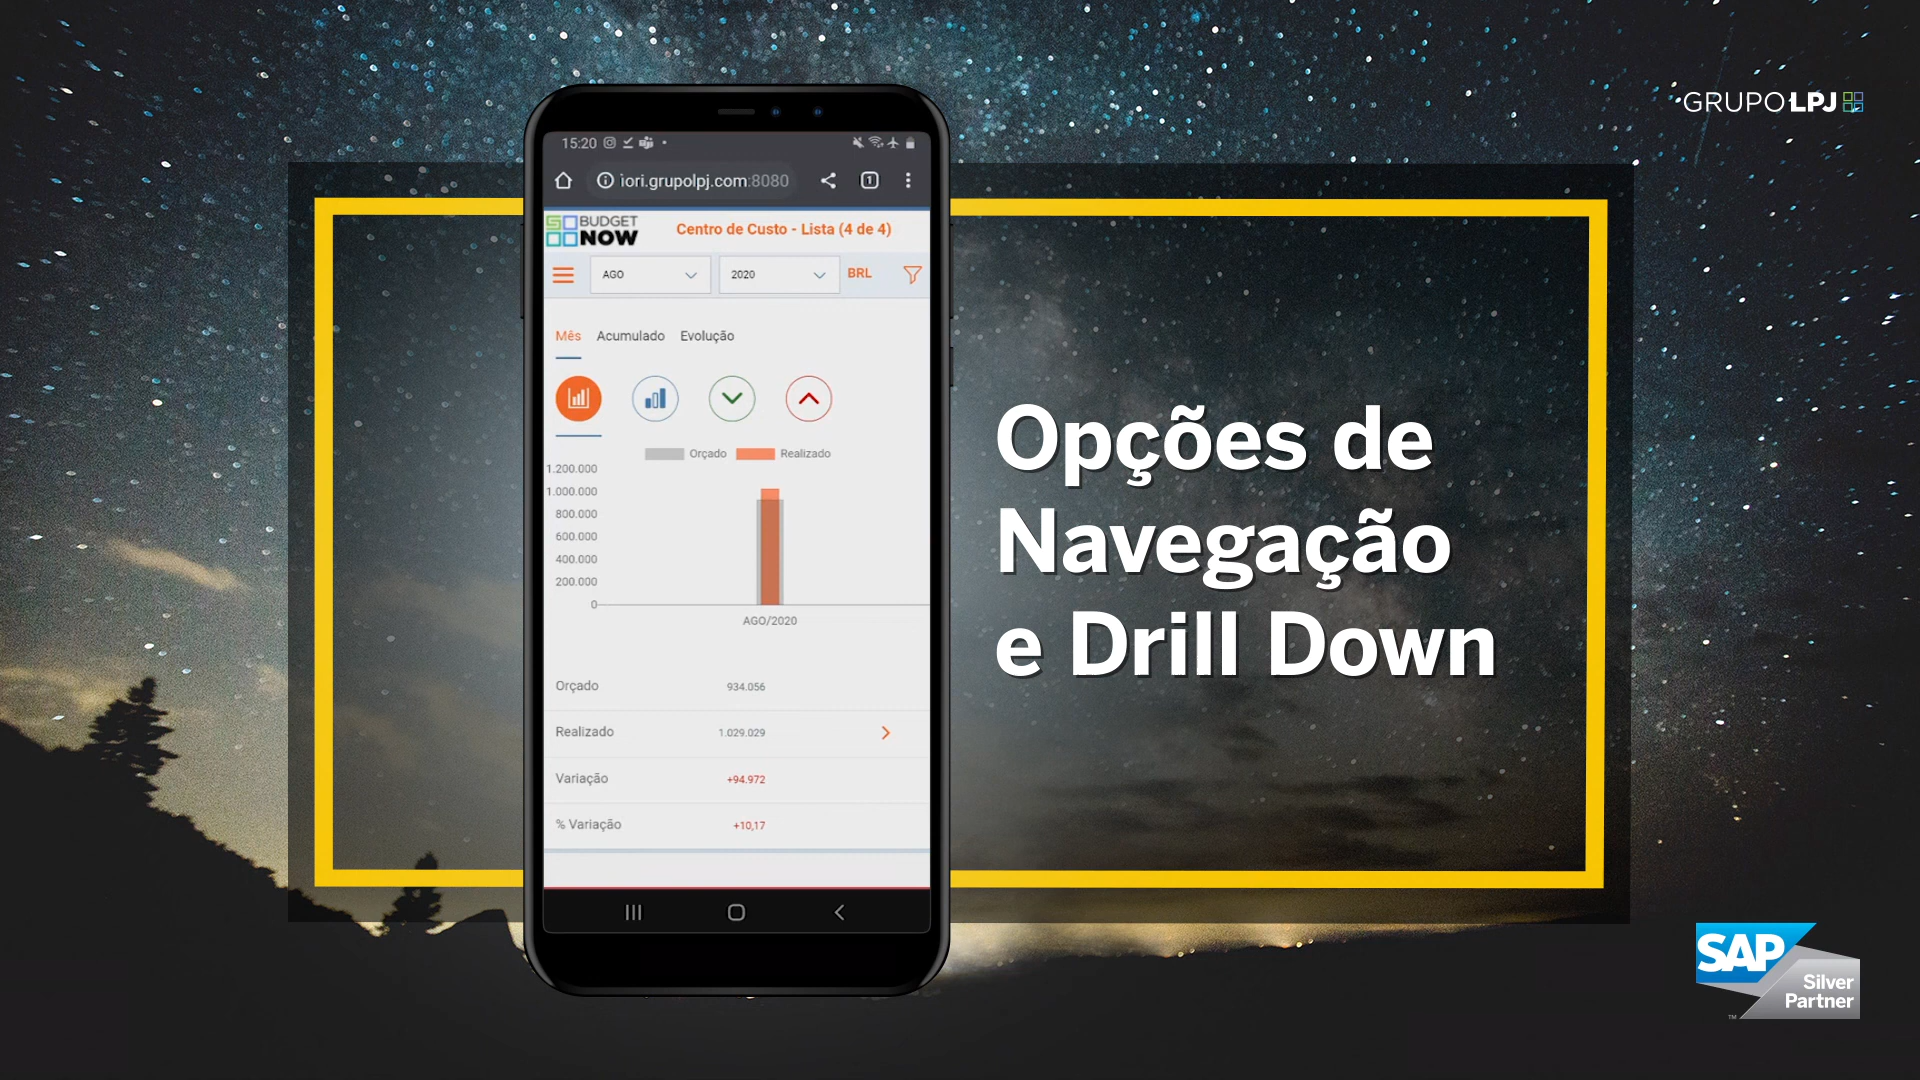 GRUPO LPJ
15:20
iori.grupolpj.com:8080
1
BUDGET
NOW
Centro de Custo - Lista (4 de 4)
AGO
2020
BRL
Mês
Acumulado
Evolução
Orçado
Realizado
1.200.000
1.000.000
800.000
600.000
400.000
200.000
0
AGO/2020
Orçado
934.056
Realizado
1.029.029
Variação
+94.972
% Variação
+10,17
Opções de
Navegação
e Drill Down
SAP
Silver
Partner
TM